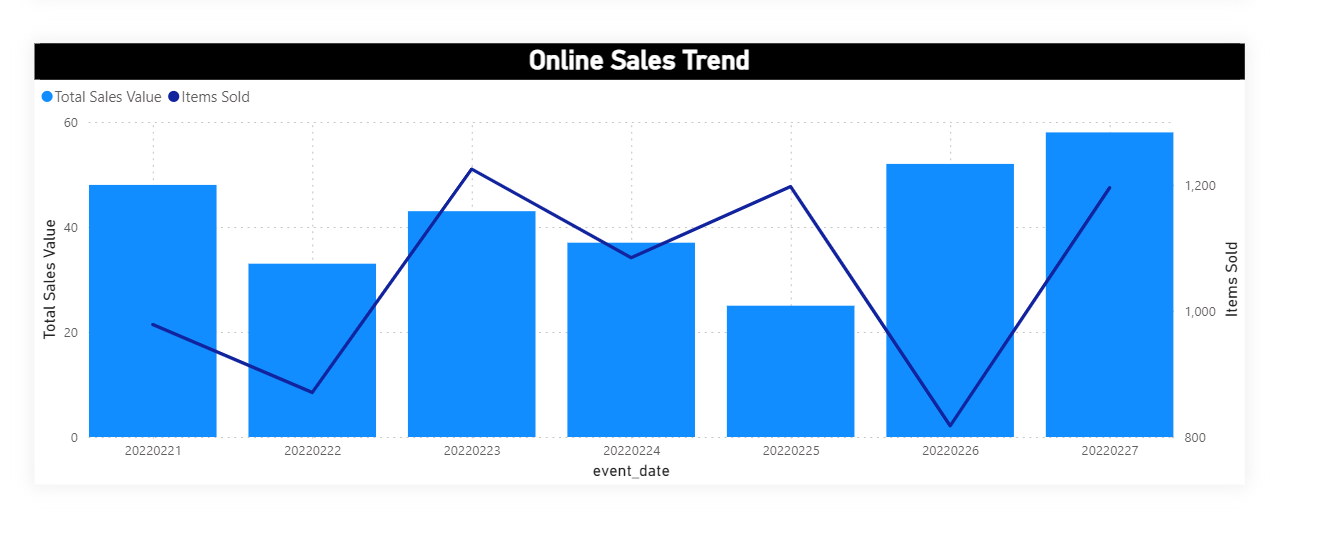 Online Sales Trend
Total Sales Value Items Sold
60
40
20
0
Total Sales Value
1,200
1,000
800
Items Sold
20220221 20220222 20220223 20220224 20220225 20220226 20220227
event_date